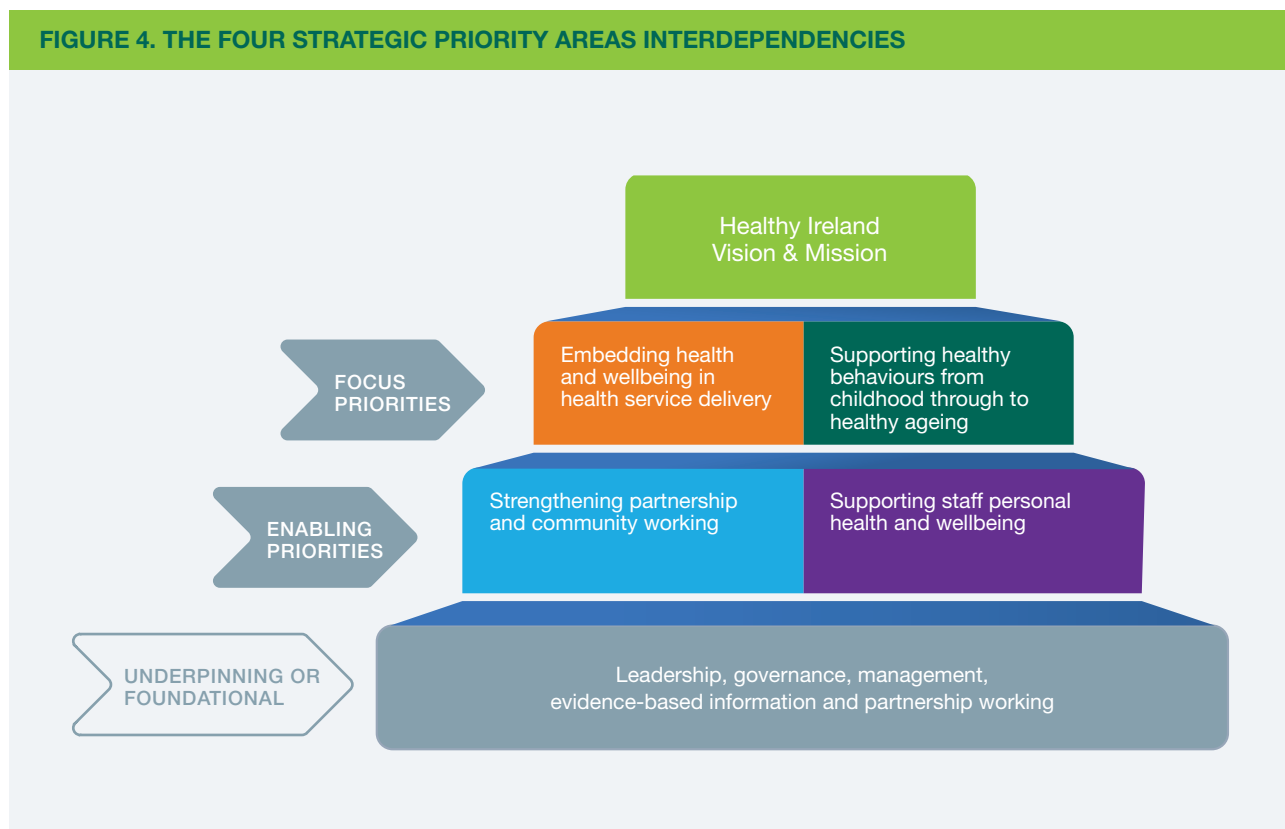 FIGURE 4. THE FOUR STRATEGIC PRIORITY AREAS INTERDEPENDENCIES
Healthy Ireland
Vision & Mission
FOCUS
PRIORITIES
Embedding health
and wellbeing in
health service delivery
Supporting healthy
behaviours from
childhood through to
healthy ageing
ENABLING
PRIORITIES
Strengthening partnership
and community working
Supporting staff personal
health and wellbeing
UNDERPINNING OR
FOUNDATIONAL
Leadership, governance, management,
evidence-based information and partnership working